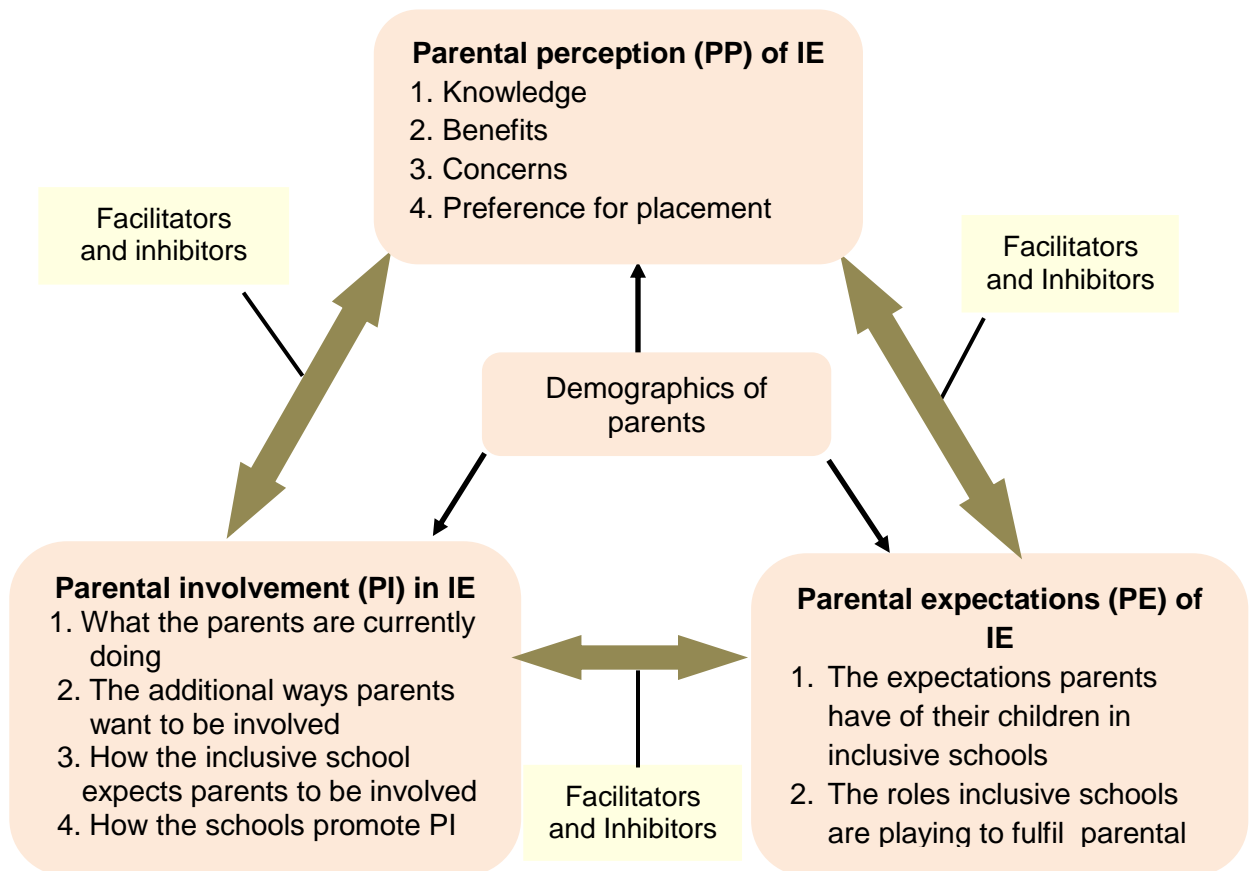 Parental perception (PP) of IE
1. Knowledge
2. Benefits
3. Concerns
4. Preference for placement
Facilitators
and inhibitors
Facilitators
and Inhibitors
Demographics of
parents
Parental involvement (PI) in IE
1. What the parents are currently
doing
2. The additional ways parents
want to be involved
3. How the inclusive school
expects parents to be involved
4. How the schools promote PI
Facilitators
and Inhibitors
Parental expectations (PE) of
IE
1. The expectations parents
have of their children in
inclusive schools
2. The roles inclusive schools
are playing to fulfil parental